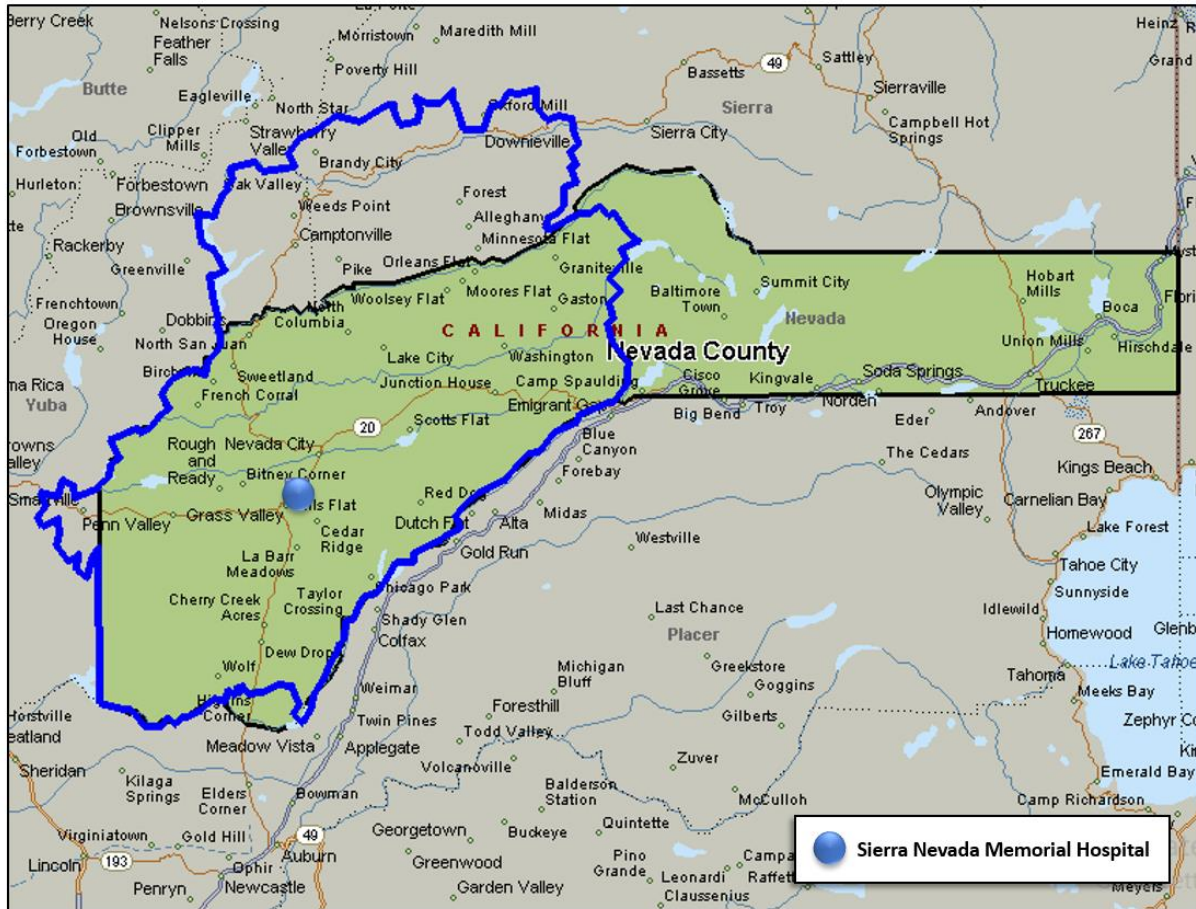 Berry Creek
Nelsons Crossing
Feather
Falls
Morristown
Meredith Mill
Poverty Hill
Butte
Eagleville
North Star
Bassetts
49
Sattley
Sierraville
Sierra
Campbell Hot
Springs
Heinz
Grand
Old
Forbestown
Clipper
Mills
Strawberry
Valley
Oxford Mill
Downieville
Sierra City
Brandy City
Hurleton
Forbestown
Oak Valley
Brownsville
Weeds Point
Forest
Alleghany
Rackerby
Camptonville
Minnesota Flat
Greenville
Pike
Orleans Flat
Graniteville
Frenchtown
Woolsey Flat
Moores Flat
Gaston
Baltimore
Town
Summit City
Hobart
Mills
Boca
Oregon
House
Dobbins
North
Columbia
CALIFORNIA
Nevada
North San Juan
Lake City
Washington
Nevada County
Union Mills
Hirschdale
Yuba
Sweetland
Junction House
Camp Spaulding
Cisco
Grove
Kingvale
Soda Springs
Truckee
French Corral
Emigrant Gap
Big Bend
Troy
Norden
Andover
Eder
20
Scotts Flat
Rough
and
Ready
Nevada City
Blue
Canyon
267
Bitney Corner
Forebay
The Cedars
Kings Beach
Smartville
Penn Valley
Grass Valley
Red Dog
Olympic
Valley
Carnelian Bay
Cedar
Ridge
Dutch Flat
Alta
Midas
Lake Forest
Gold Run
Westville
La Barr
Meadows
Tahoe City
Sunnyside
Cherry Creek
Acres
Taylor
Crossing
Chicago Park
Last Chance
Idlewild
Shady Glen
Colfax
Placer
Homewood
Lake Tahoe
Dew Drop
Wolf
Michigan
Bluff
Greekstore
Tahoma
Goggins
Meeks Bay
Higgins
Corner
Weimar
Foresthill
Gilberts
Zephyr
Twin Pines
Todd Valley
Meadow Vista
Applegate
Zuver
Sheridan
Kilaga
Springs
Volcanoville
Emerald Bay
Elders
Corner
Bowman
Balderson
Station
McCulloh
Camp Richardson
Virginiatown
Gold Hill
49
Georgetown
Buckeye
Quintette
Sierra Nevada Memorial Hospital
Lincoln
193
Ophir
Auburn
Greenwood
Pino
Grande
Newcastle
Penryn
Garden Valley
Leonardi
Claussenius
Meyers